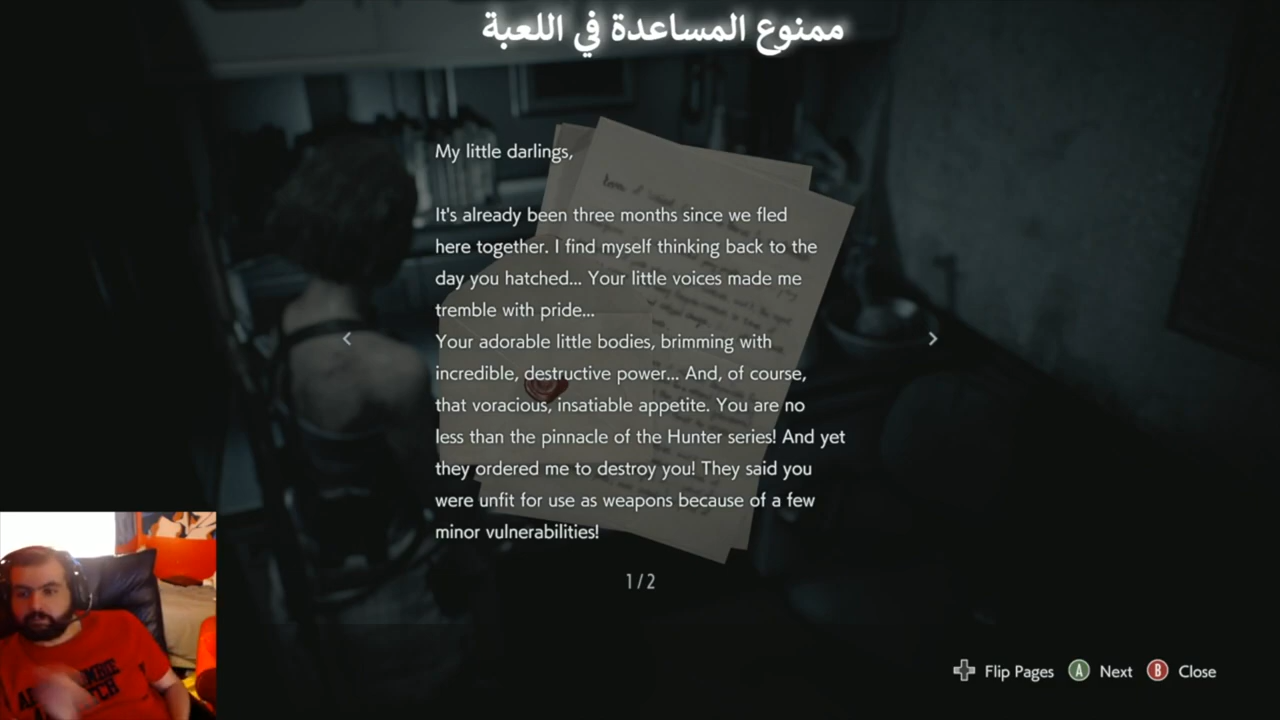 ممنوع المساعدة في اللعبة
My little darlings,
It's already been three months since we fled
here together. I find myself thinking back to the
day you hatched... Your little voices made me
tremble with pride...
Your adorable little bodies, brimming with
incredible, destructive power... And, of course,
that voracious, insatiable appetite. You are no
less than the pinnacle of the Hunter series! And yet
they ordered me to destroy you! They said you
were unfit for use as weapons because of a few
minor vulnerabilities!
1/2
Flip Pages A Next B Close